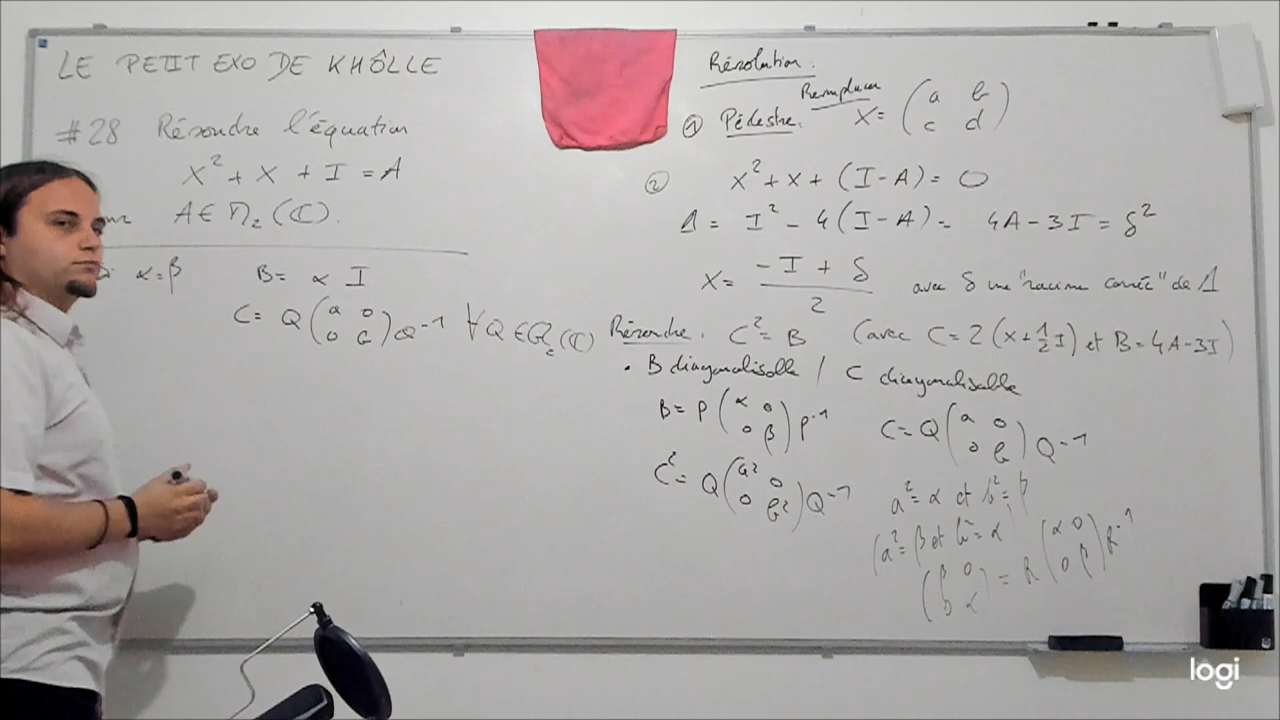 LE PETIT EXO DE KHÔLLE
#28 Résoudre l'équation
X² + X + I = A
A ∈ M₂(ℂ).
α = β B = α I
C = Q (a 0
0 b) Q⁻¹ ∀Q ∈ GL₂(ℂ)
Résolution :
① Pédestre. Remplacer X = (a b
c d)
② X² + X + (I - A) = 0
Δ = I² - 4(I - A) = 4A - 3I = δ²
X = (-I + δ)/2 avec δ une "racine carrée" de Δ
Résoudre. C² = B (avec C = 2(X + ½ I) et B = 4A - 3I)
• B diagonalisable / C diagonalisable
B = P (α 0
0 β) P⁻¹ C = Q (a 0
0 b) Q⁻¹
C² = Q (a² 0
0 b²) Q⁻¹
a² = α et b² = β
(a² = β et b² = α
(β 0
0 α) = R (α 0
0 β) R⁻¹
logi